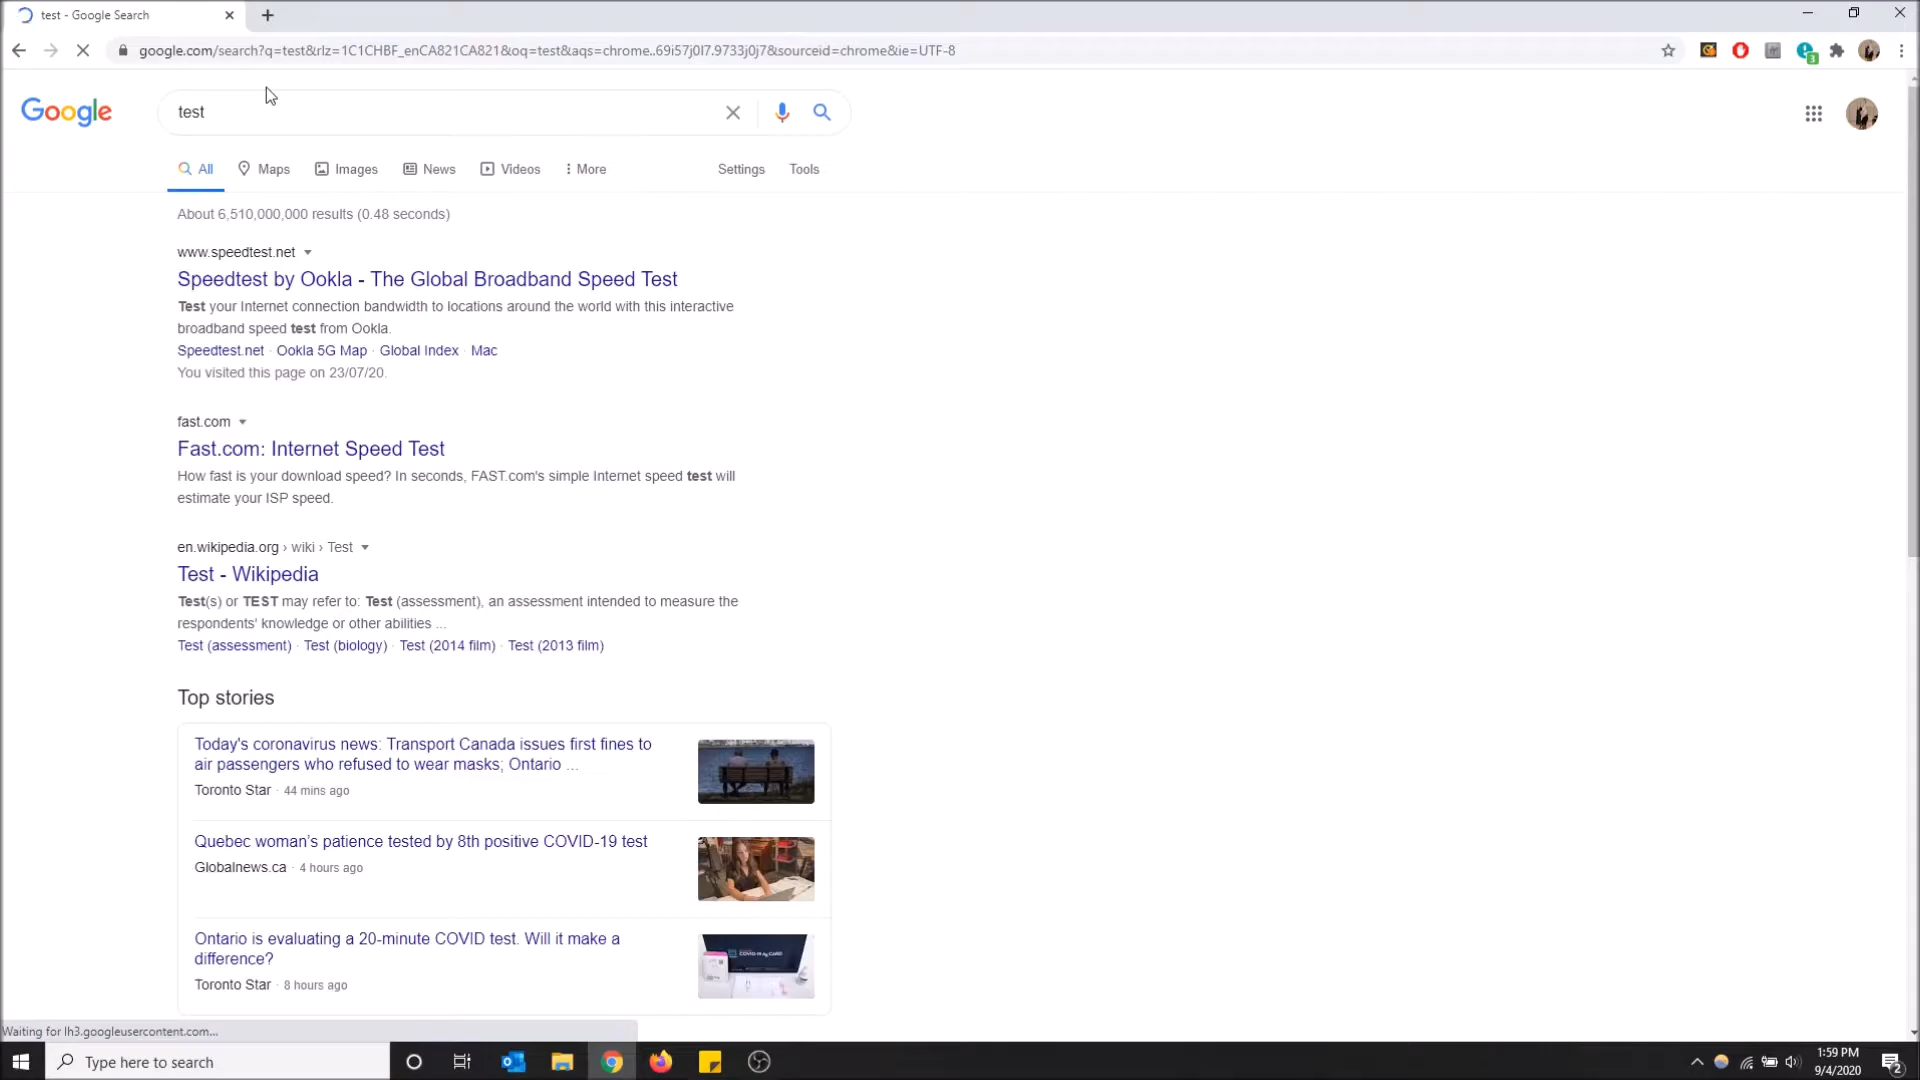 test - Google Search
google.com/search?q=test&rlz=1C1CHBF_enCA821CA821&oq=test&aqs=chrome..69i57j0l7.9733j0j7&sourceid=chrome&ie=UTF-8
3
Google
test
All
Maps
Images
News
Videos
More
Settings
Tools
About 6,510,000,000 results (0.48 seconds)
www.speedtest.net
Speedtest by Ookla - The Global Broadband Speed Test
Test your Internet connection bandwidth to locations around the world with this interactive
broadband speed test from Ookla.
Speedtest.net · Ookla 5G Map · Global Index · Mac
You visited this page on 23/07/20.
fast.com
Fast.com: Internet Speed Test
How fast is your download speed? In seconds, FAST.com's simple Internet speed test will
estimate your ISP speed.
en.wikipedia.org › wiki › Test
Test - Wikipedia
Test(s) or TEST may refer to: Test (assessment), an assessment intended to measure the
respondents' knowledge or other abilities ...
Test (assessment) · Test (biology) · Test (2014 film) · Test (2013 film)
Top stories
Today's coronavirus news: Transport Canada issues first fines to
air passengers who refused to wear masks; Ontario ...
Toronto Star · 44 mins ago
Quebec woman's patience tested by 8th positive COVID-19 test
Globalnews.ca · 4 hours ago
Ontario is evaluating a 20-minute COVID test. Will it make a
difference?
Toronto Star · 8 hours ago
Waiting for lh3.googleusercontent.com...
Type here to search
1:59 PM
9/4/2020
2